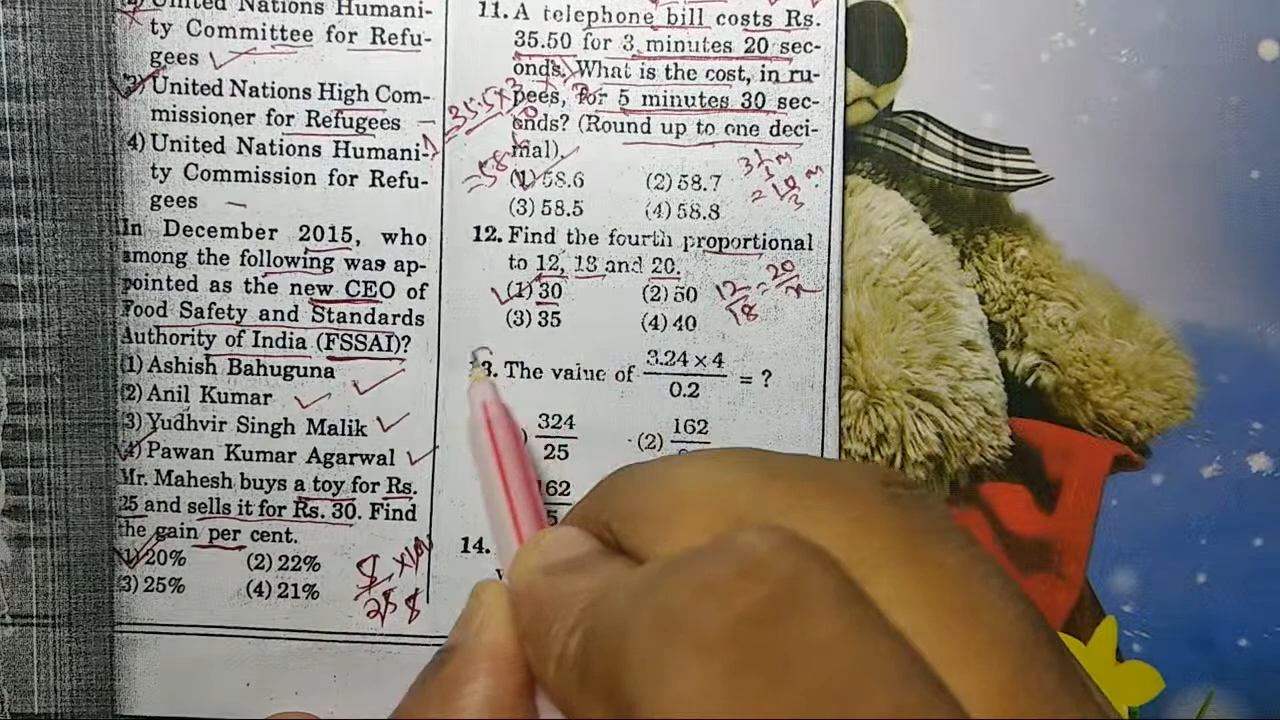 United Nations Humani-
ty Committee for Refu-
gees
(3) United Nations High Com-
missioner for Refugees
4) United Nations Humani-
ty Commission for Refu-
gees
In December 2015, who
among the following was ap-
pointed as the new CEO of
Food Safety and Standards
Authority of India (FSSAI)?
(1) Ashish Bahuguna
(2) Anil Kumar
(3) Yudhvir Singh Malik
(4) Pawan Kumar Agarwal
Mr. Mahesh buys a toy for Rs.
25 and sells it for Rs. 30. Find
the gain per cent.
(1) 20% (2) 22%
(3) 25% (4) 21%
11. A telephone bill costs Rs.
35.50 for 3 minutes 20 sec-
onds. What is the cost, in ru-
pees, for 5 minutes 30 sec-
onds? (Round up to one deci-
mal).
(1) 58.6 (2) 58.7
(3) 58.5 (4) 58.8
12. Find the fourth proportional
to 12, 18 and 20.
(1) 30 (2) 50
(3) 35 (4) 40
12/18 = 20/x
13. The value of 3.24 × 4 / 0.2 = ?
324/25 (2) 162
162
14.